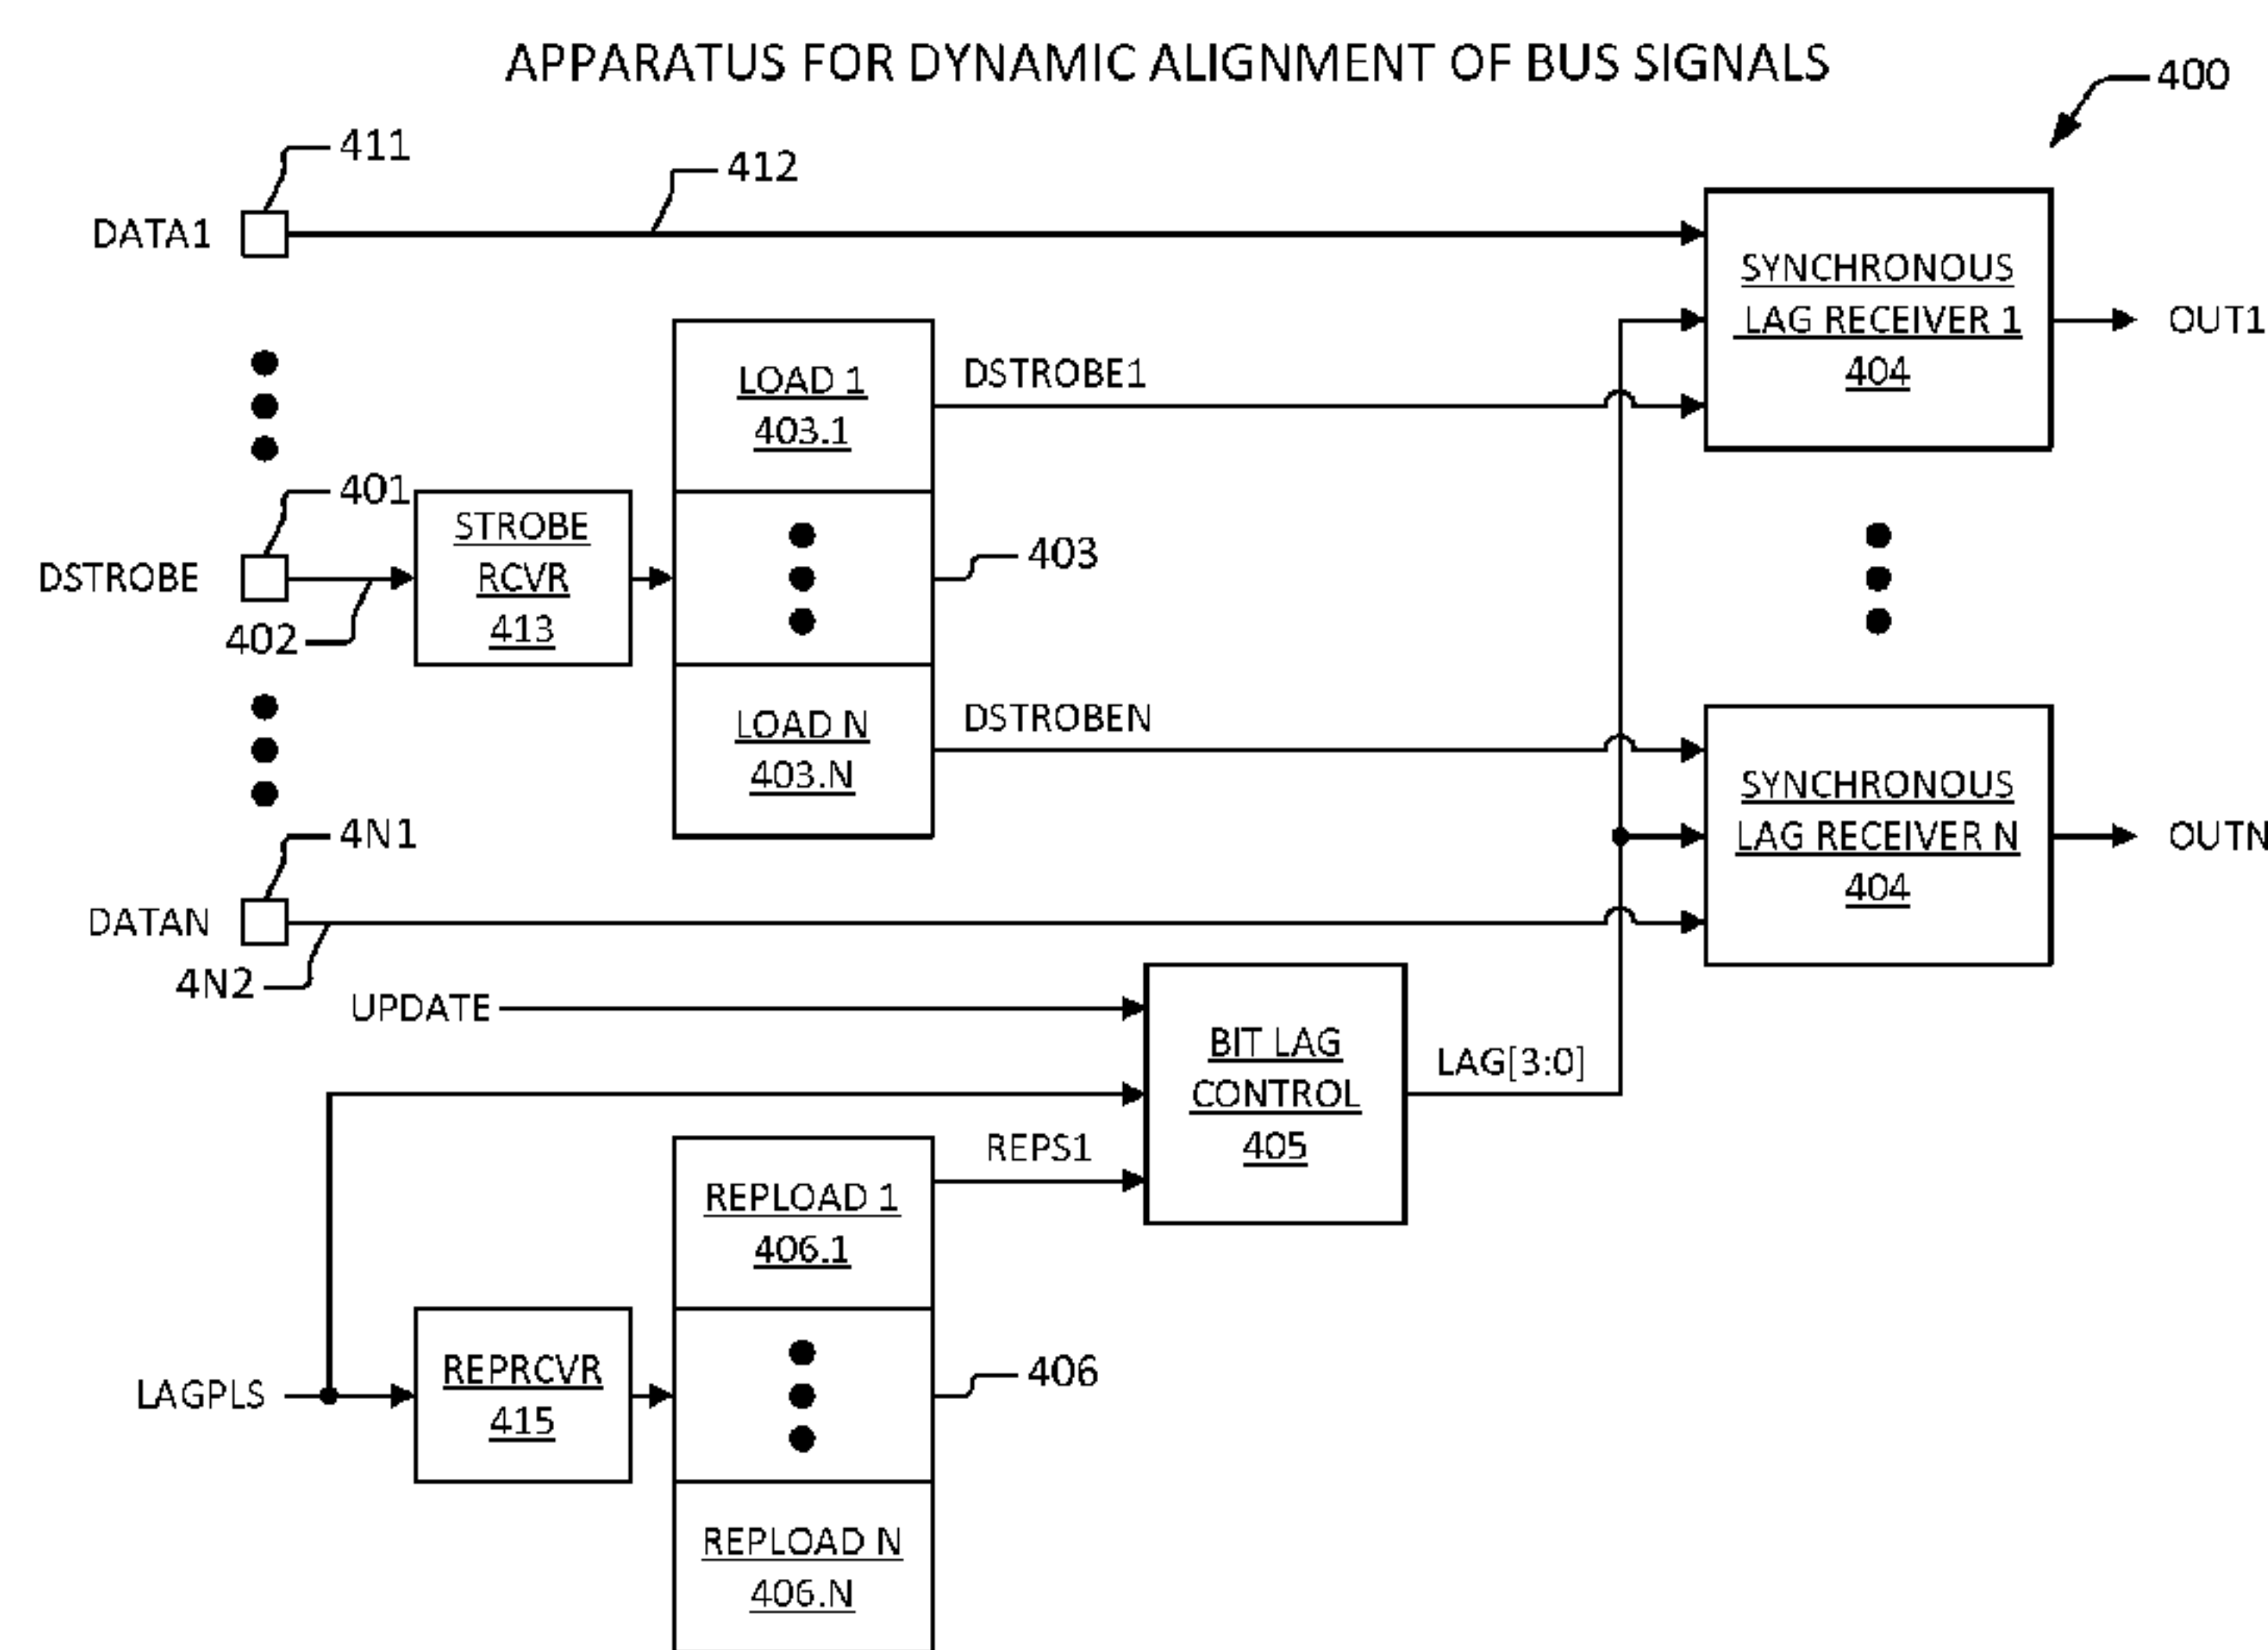 APPARATUS FOR DYNAMIC ALIGNMENT OF BUS SIGNALS
400
411
412
DATA1
SYNCHRONOUS
LAG RECEIVER 1
404
OUT1
LOAD 1
403.1
DSTROBE1
401
STROBE
RCVR
413
403
DSTROBE
402
LOAD N
403.N
DSTROBEN
SYNCHRONOUS
LAG RECEIVER N
404
OUTN
4N1
DATAN
4N2
UPDATE
BIT LAG
CONTROL
405
LAG[3:0]
REPS1
REPLOAD 1
406.1
LAGPLS
REPRCVR
415
406
REPLOAD N
406.N